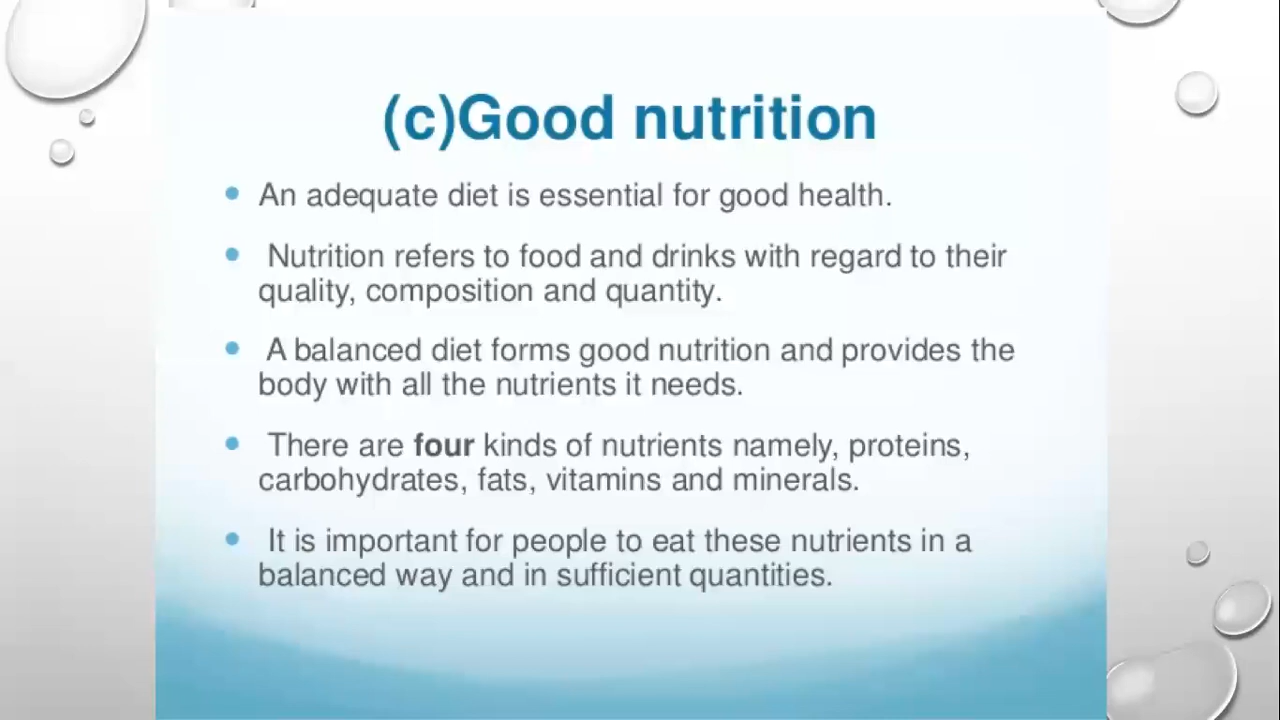 (c)Good nutrition
• An adequate diet is essential for good health.
• Nutrition refers to food and drinks with regard to their
quality, composition and quantity.
• A balanced diet forms good nutrition and provides the
body with all the nutrients it needs.
• There are four kinds of nutrients namely, proteins,
carbohydrates, fats, vitamins and minerals.
• It is important for people to eat these nutrients in a
balanced way and in sufficient quantities.